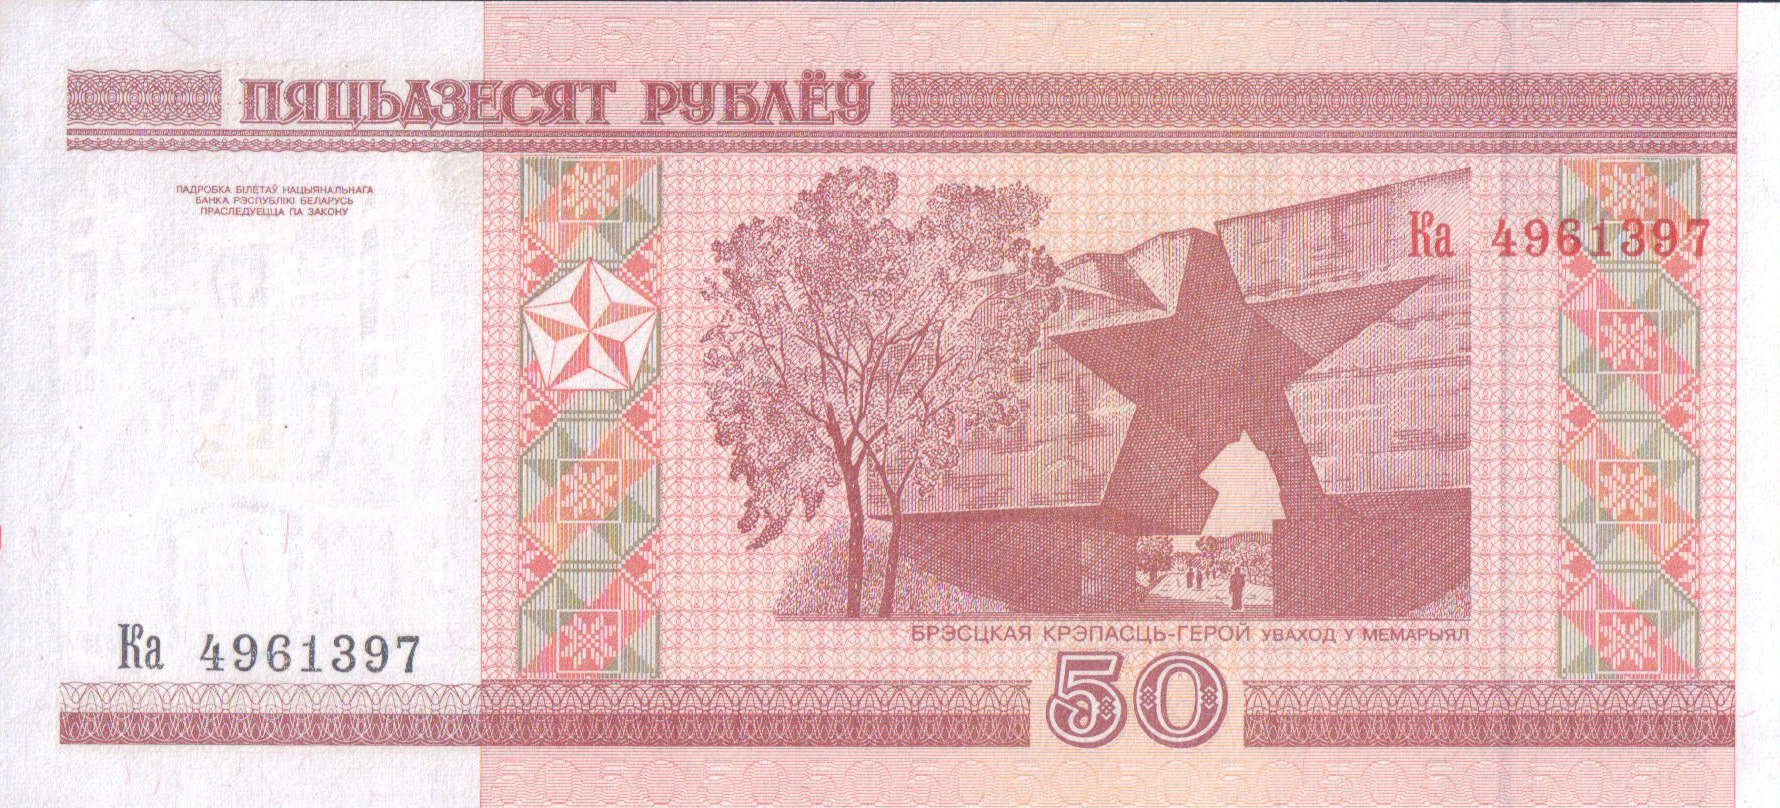 ПЯЦЬДЗЕСЯТ РУБЛЁЎ
ПАДРОБКА БІЛЕТАЎ НАЦЫЯНАЛЬНАГА
БАНКА РЭСПУБЛІКІ БЕЛАРУСЬ
ПРАСЛЕДУЕЦЦА ПА ЗАКОНУ
Ка 4961397
Ка 4961397
БРЭСЦКАЯ КРЭПАСЦЬ-ГЕРОЙ УВАХОД У МЕМАРЫЯЛ
50